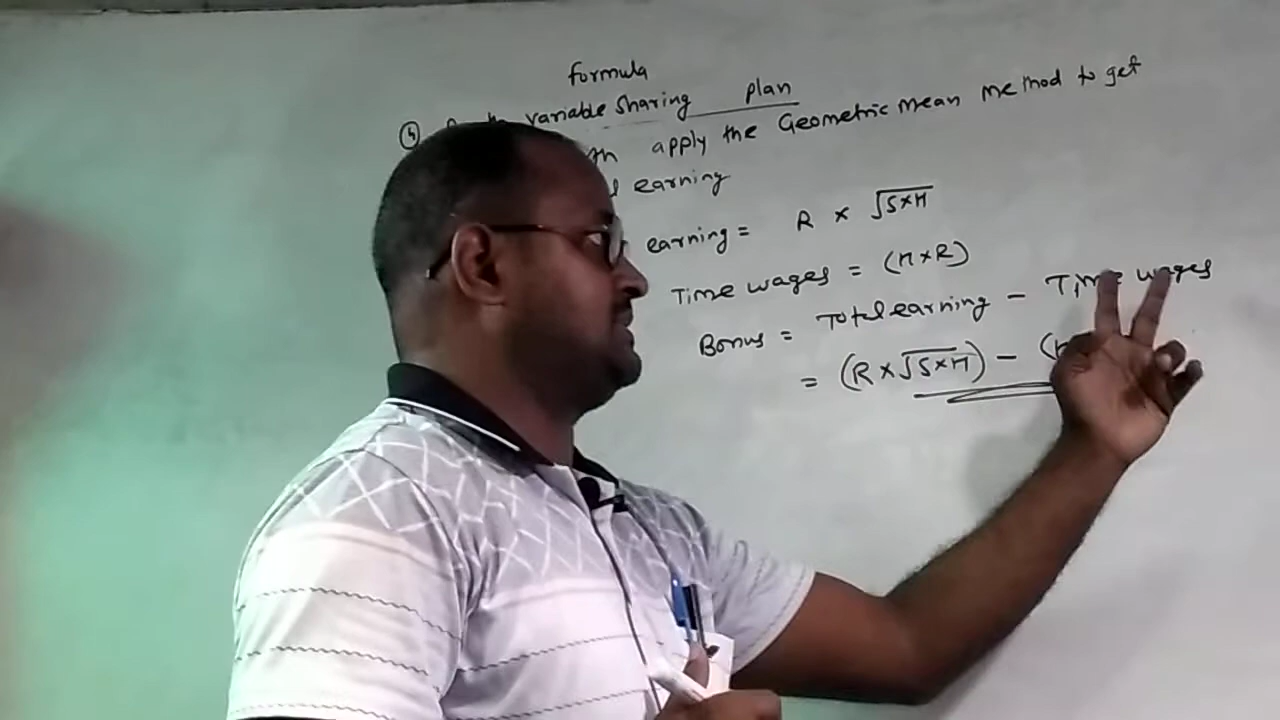 formula
④ variable sharing plan
apply the Geometric mean method to get
earning
earning = R × √S×H
Time wages = (H×R)
Bonus = Total earning - Time wages
= (R×√S×H) - (